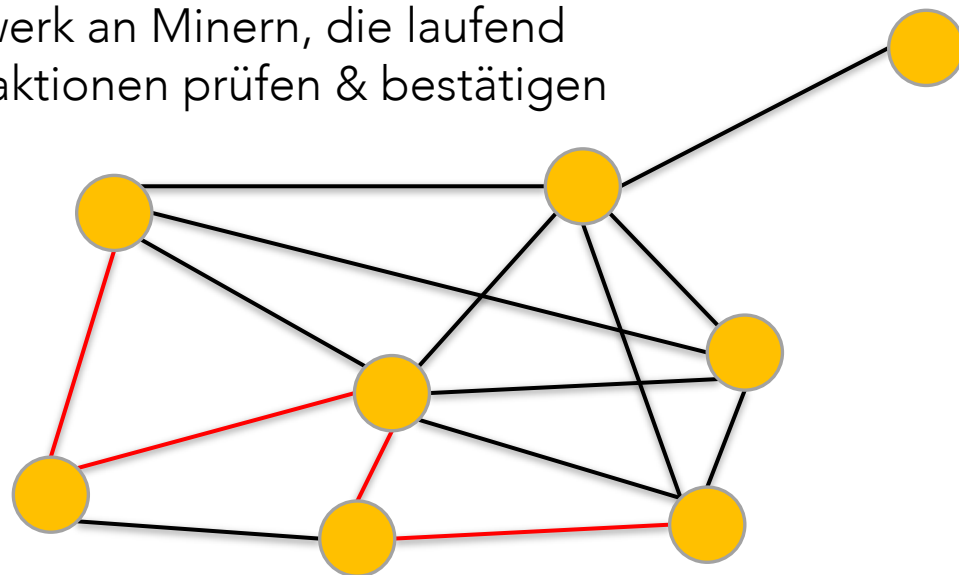 werk an Minern, die laufend
aktionen prüfen & bestätigen